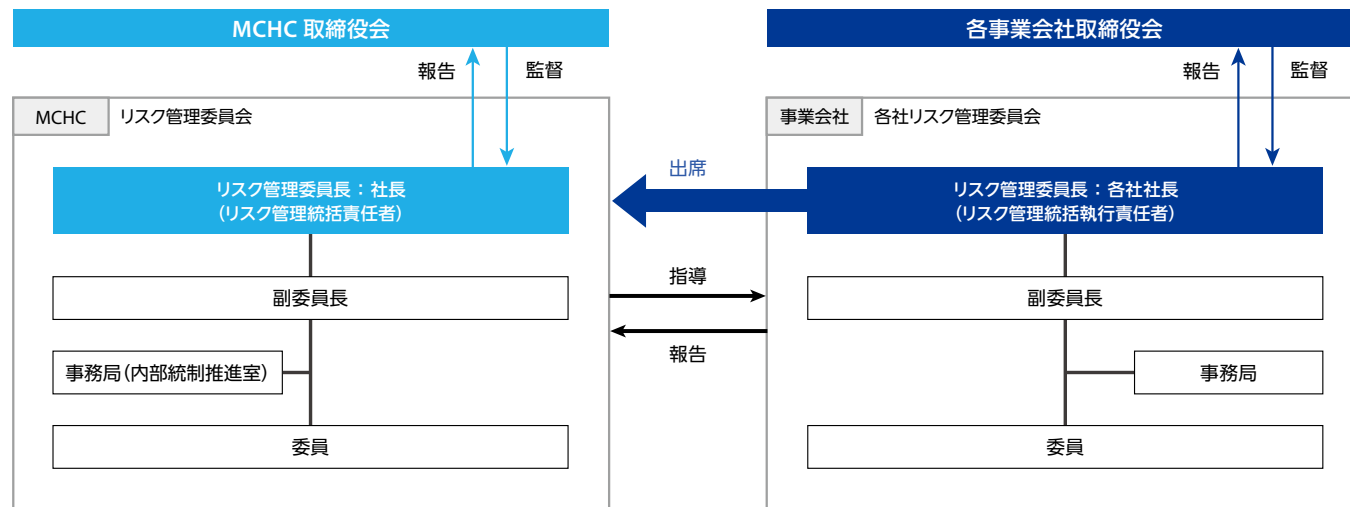 MCHC 取締役会
各事業会社取締役会
報告
監督
報告
監督
MCHC
リスク管理委員会
事業会社
各社リスク管理委員会
リスク管理委員長：社長
（リスク管理統括責任者）
出席
リスク管理委員長：各社社長
（リスク管理統括執行責任者）
副委員長
指導
副委員長
報告
事務局（内部統制推進室）
事務局
委員
委員